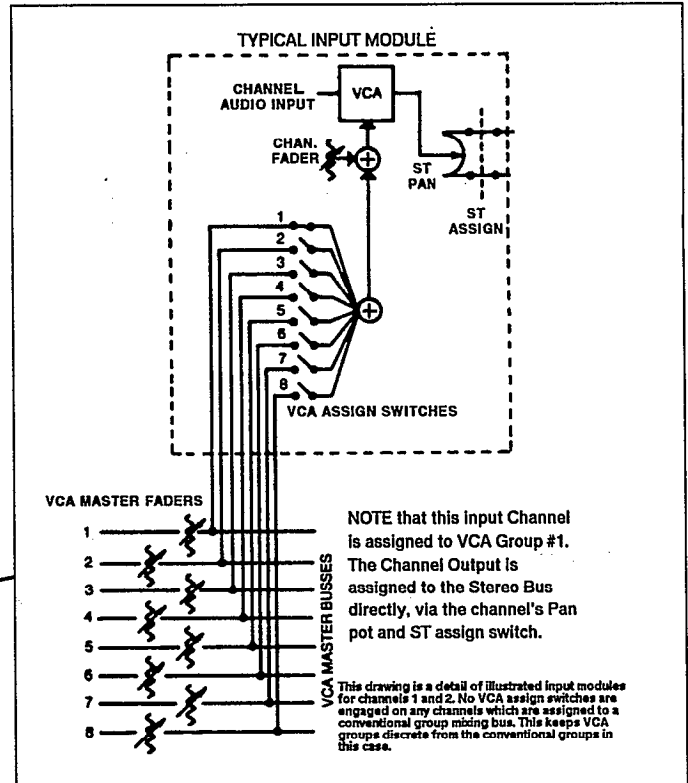 TYPICAL INPUT MODULE
CHANNEL
AUDIO INPUT
VCA
CHAN.
FADER
ST
PAN
ST
ASSIGN
1
2
3
4
5
6
7
8
VCA ASSIGN SWITCHES
VCA MASTER FADERS
1
2
3
4
5
6
7
8
VCA MASTER BUSSES
NOTE that this input Channel
is assigned to VCA Group #1.
The Channel Output is
assigned to the Stereo Bus
directly, via the channel's Pan
pot and ST assign switch.
This drawing is a detail of illustrated input modules
for channels 1 and 2. No VCA assign switches are
engaged on any channels which are assigned to a
conventional group mixing bus. This keeps VCA
groups discrete from the conventional groups in
this case.